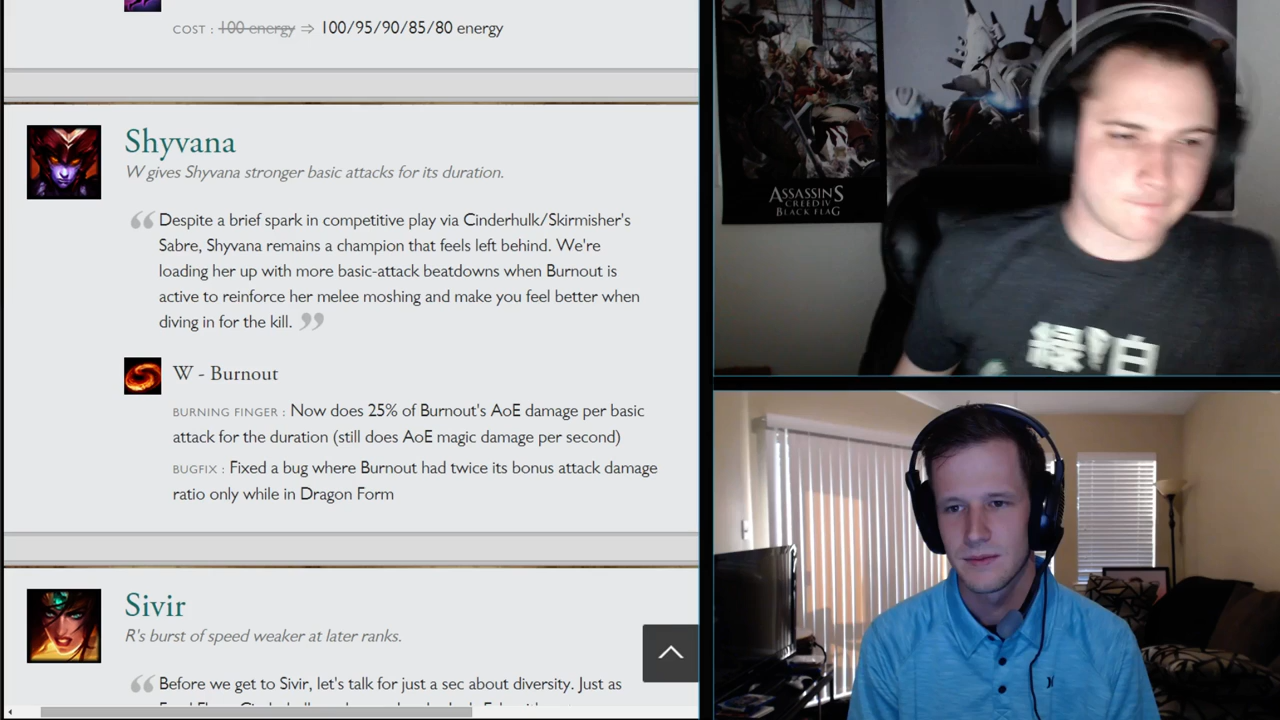 COST : 100 energy ⇒ 100/95/90/85/80 energy
Shyvana
W gives Shyvana stronger basic attacks for its duration.
“ Despite a brief spark in competitive play via Cinderhulk/Skirmisher's
Sabre, Shyvana remains a champion that feels left behind. We're
loading her up with more basic-attack beatdowns when Burnout is
active to reinforce her melee moshing and make you feel better when
diving in for the kill. ”
W - Burnout
BURNING FINGER : Now does 25% of Burnout's AoE damage per basic
attack for the duration (still does AoE magic damage per second)
BUGFIX : Fixed a bug where Burnout had twice its bonus attack damage
ratio only while in Dragon Form
Sivir
R's burst of speed weaker at later ranks.
“ Before we get to Sivir, let's talk for just a sec about diversity. Just as
ASSASSIN'S
CREED IV
BLACK FLAG
綠 白